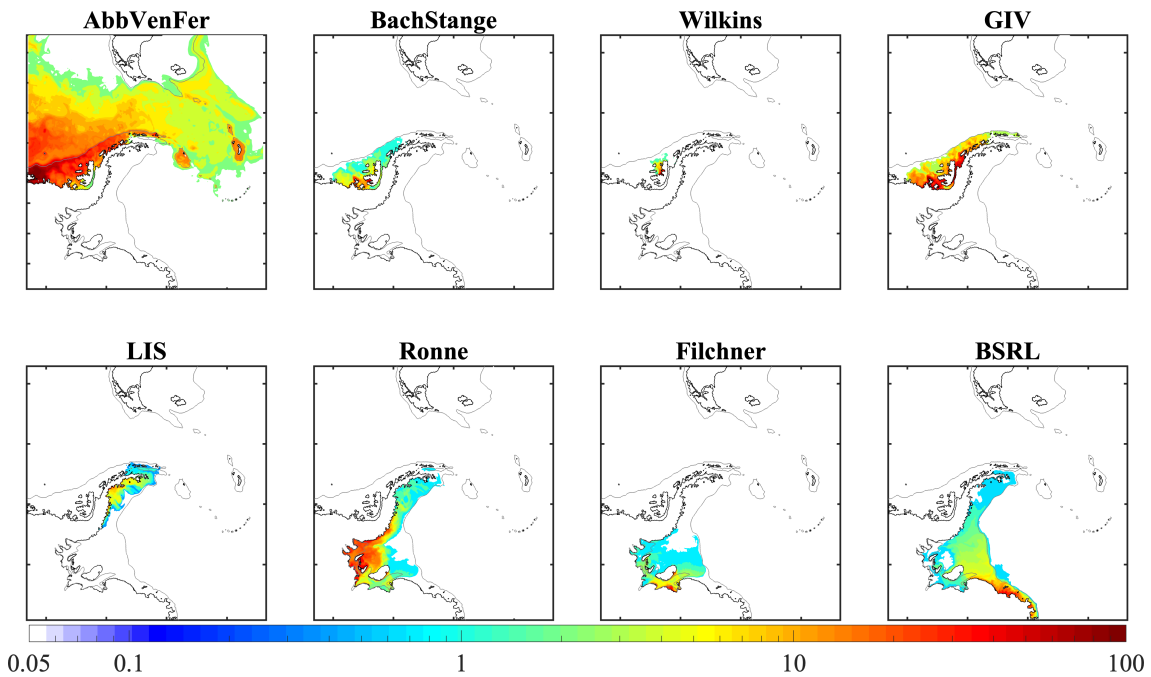 AbbVenFer BachStange Wilkins GIV
LIS Ronne Filchner BSRL
0.05 0.1 1 10 100